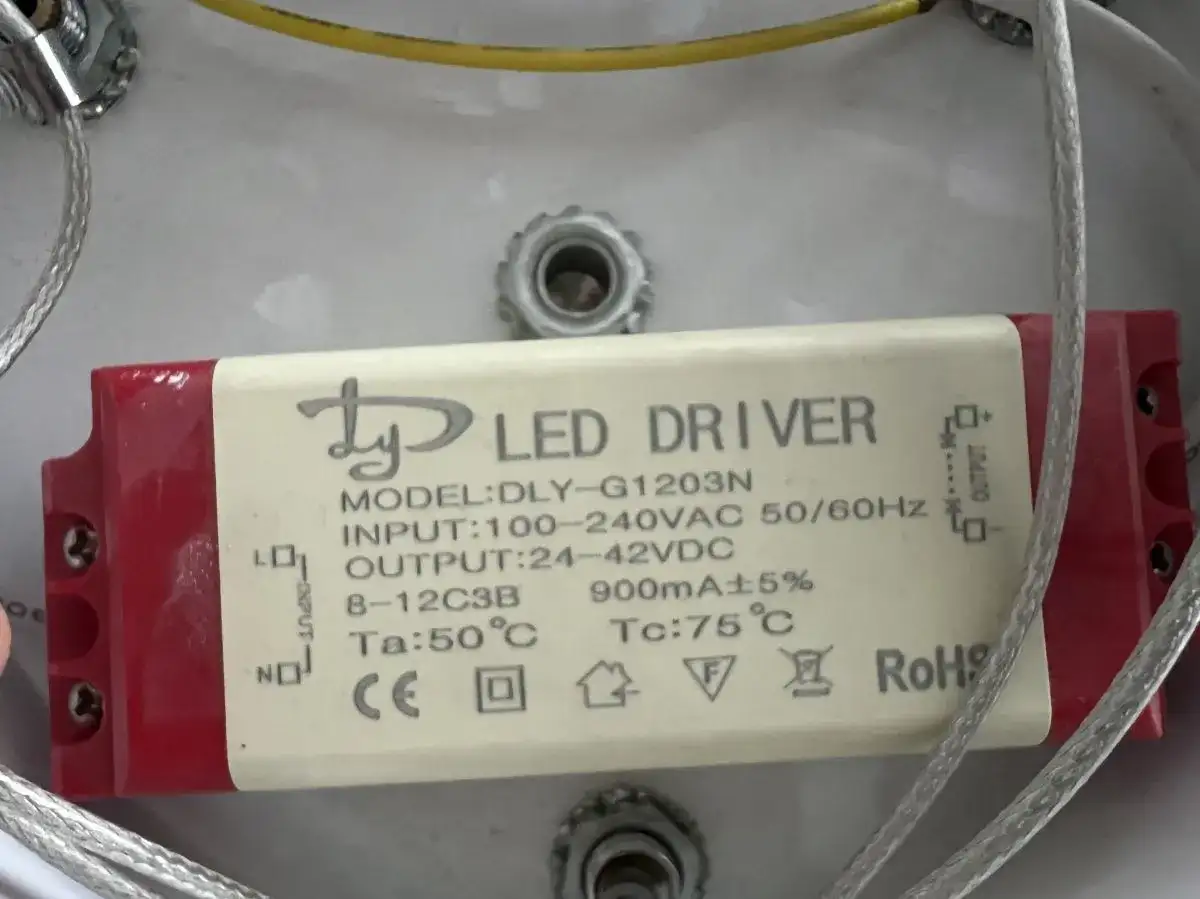 Ly LED DRIVER
MODEL:DLY-G1203N
INPUT:100-240VAC 50/60Hz
OUTPUT:24-42VDC
8-12C3B 900mA±5%
Ta:50℃ Tc:75℃
CE F RoHS
L
INPUT
N
+
OUTPUT
-